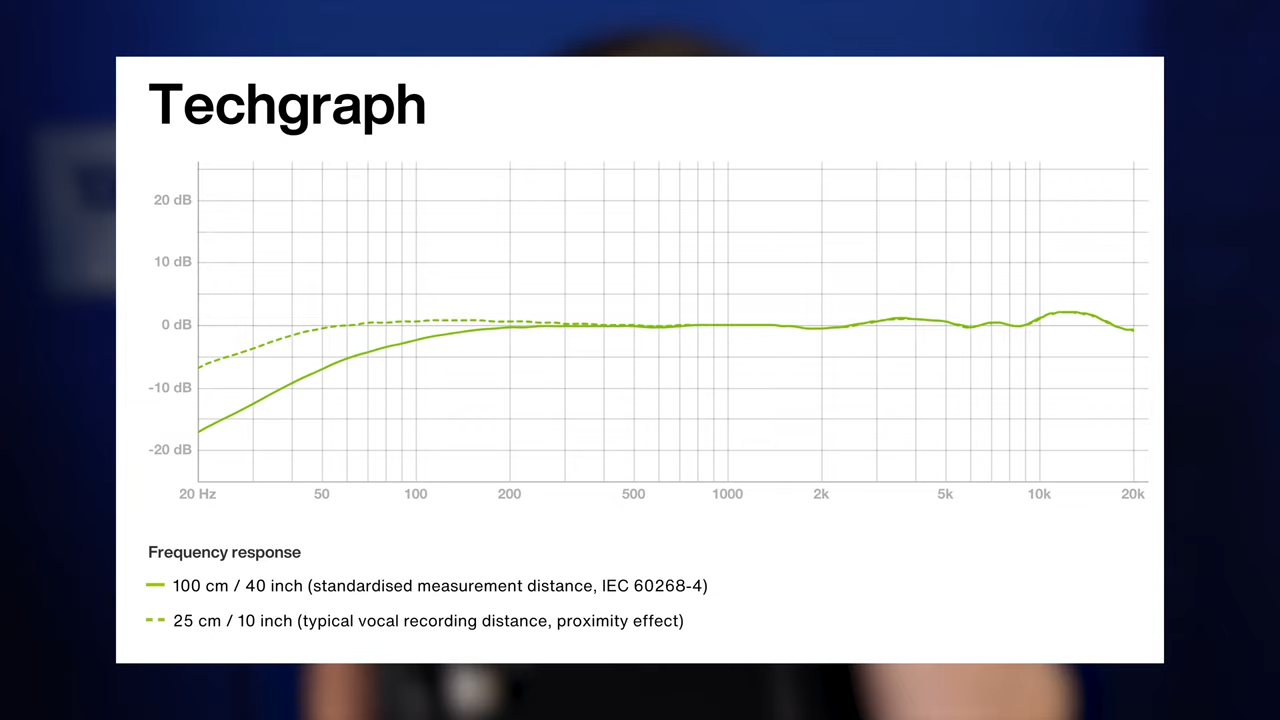 Techgraph
20 dB
10 dB
0 dB
-10 dB
-20 dB
20 Hz 50 100 200 500 1000 2k 5k 10k 20k
Frequency response
100 cm / 40 inch (standardised measurement distance, IEC 60268-4)
25 cm / 10 inch (typical vocal recording distance, proximity effect)